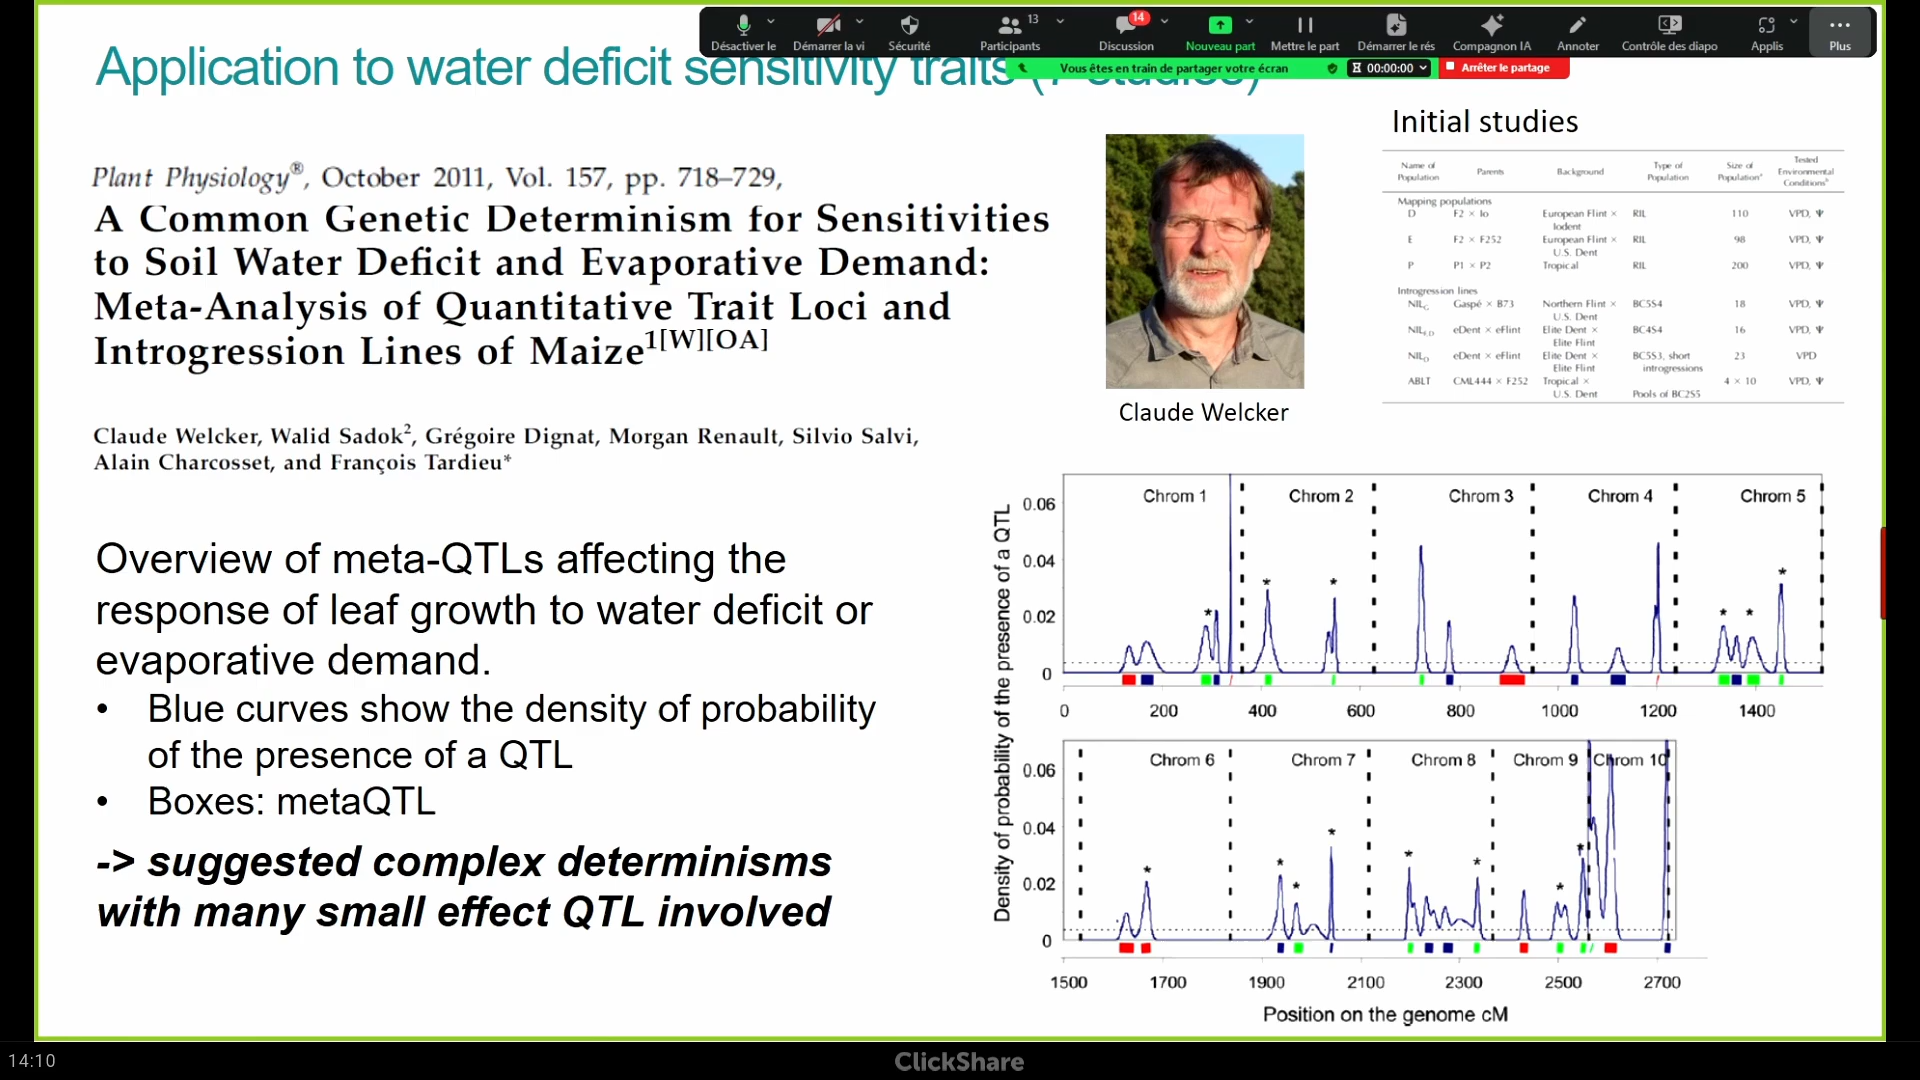 Désactiver le
Démarrer la vi
Sécurité
13
Participants
14
Discussion
Nouveau part
Mettre le part
Démarrer le rés
Compagnon IA
Annoter
Contrôle des diapo
Applis
Plus
Vous êtes en train de partager votre écran
00:00:00
Arrêter le partage
Application to water deficit sensitivity traits
Plant Physiology®, October 2011, Vol. 157, pp. 718–729,
A Common Genetic Determinism for Sensitivities
to Soil Water Deficit and Evaporative Demand:
Meta-Analysis of Quantitative Trait Loci and
Introgression Lines of Maize1[W][OA]
Claude Welcker, Walid Sadok2, Grégoire Dignat, Morgan Renault, Silvio Salvi,
Alain Charcosset, and François Tardieu*
Overview of meta-QTLs affecting the
response of leaf growth to water deficit or
evaporative demand.
• Blue curves show the density of probability
of the presence of a QTL
• Boxes: metaQTL
-> suggested complex determinisms
with many small effect QTL involved
Claude Welcker
Initial studies
Name of Population Parents Background Type of Population Size of Populationa Tested Environmental Conditionsb
Mapping populations
D F2 × Io European Flint × Iodent RIL 110 VPD, Ψ
E F2 × F252 European Flint × U.S. Dent RIL 98 VPD, Ψ
P P1 × P2 Tropical RIL 200 VPD, Ψ
Introgression lines
NILG Gaspé × B73 Northern Flint × U.S. Dent BC5S4 18 VPD, Ψ
NILED eDent × eFlint Elite Dent × Elite Flint BC4S4 16 VPD, Ψ
NILD eDent × eFlint Elite Dent × Elite Flint BC5S3, short introgressions 23 VPD
ABLT CML444 × F252 Tropical × U.S. Dent Pools of BC2S5 4 × 10 VPD, Ψ
Density of probability of the presence of a QTL
Chrom 1 Chrom 2 Chrom 3 Chrom 4 Chrom 5
0.06
0.04
0.02
0
0 200 400 600 800 1000 1200 1400
Chrom 6 Chrom 7 Chrom 8 Chrom 9 Chrom 10
0.06
0.04
0.02
0
1500 1700 1900 2100 2300 2500 2700
Position on the genome cM
14:10
ClickShare